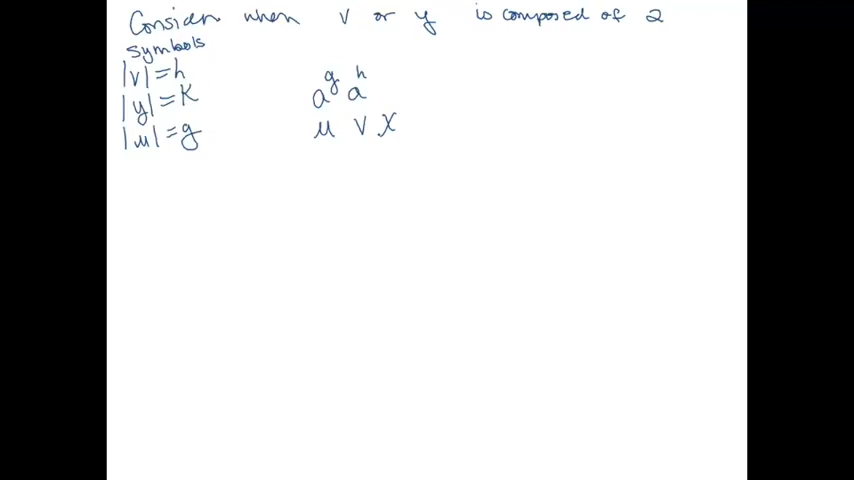 Consider when v or y is composed of 2
symbols
|v|=h
|y|=K
|u|=g
a^g a^h
u v x